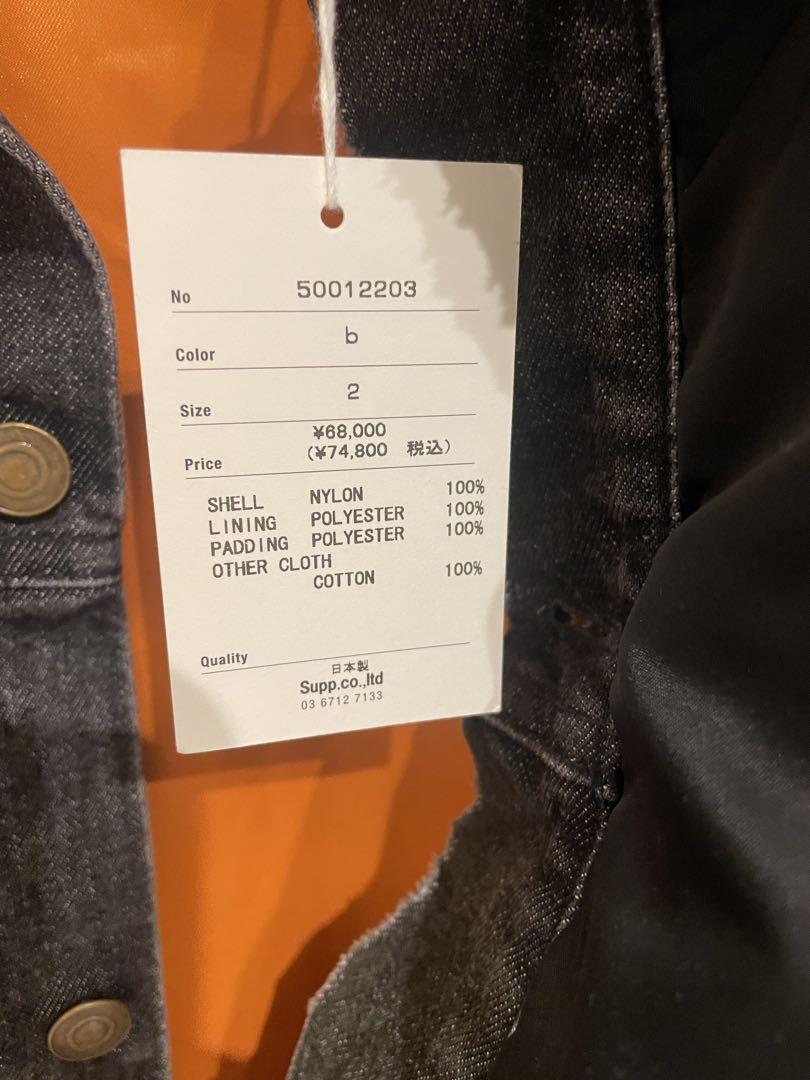 No 50012203
Color b
Size 2
¥68,000
Price (¥74,800 税込)
SHELL NYLON 100%
LINING POLYESTER 100%
PADDING POLYESTER 100%
OTHER CLOTH
COTTON 100%
Quality
日本製
Supp.co.,ltd
03 6712 7133